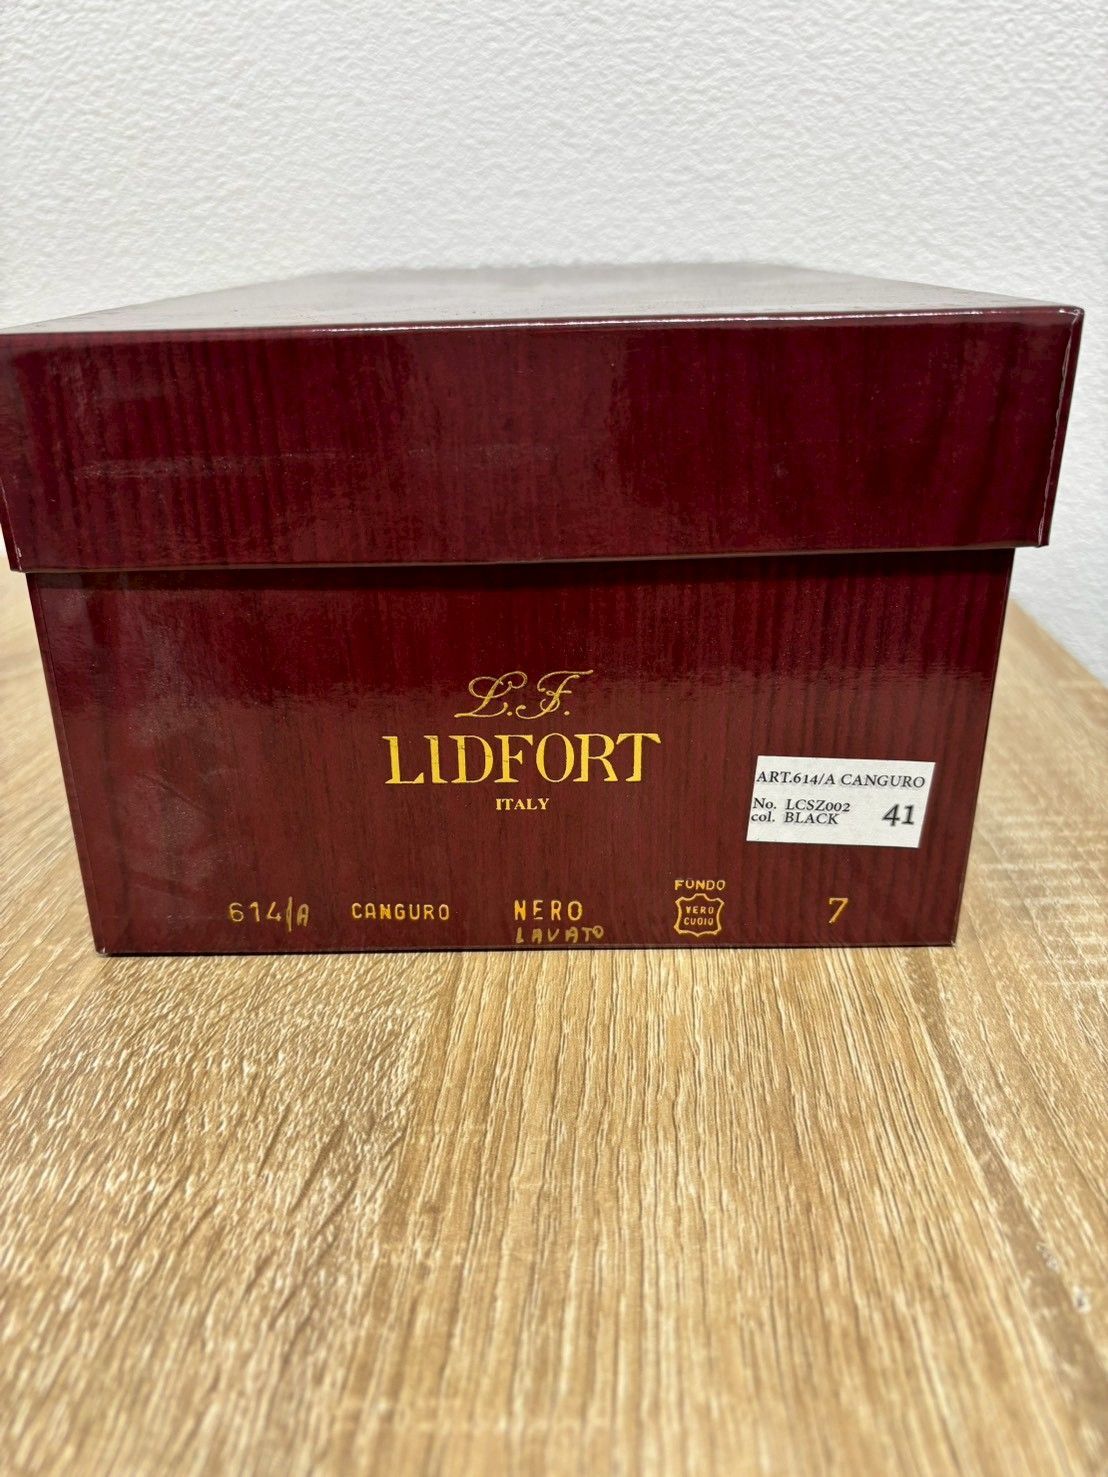 L.F.
LIDFORT
ITALY
ART.614/A CANGURO
No. LCSZ002
col. BLACK 41
614/A CANGURO NERO LAVATO
FONDO
VERO
CUOIO
7